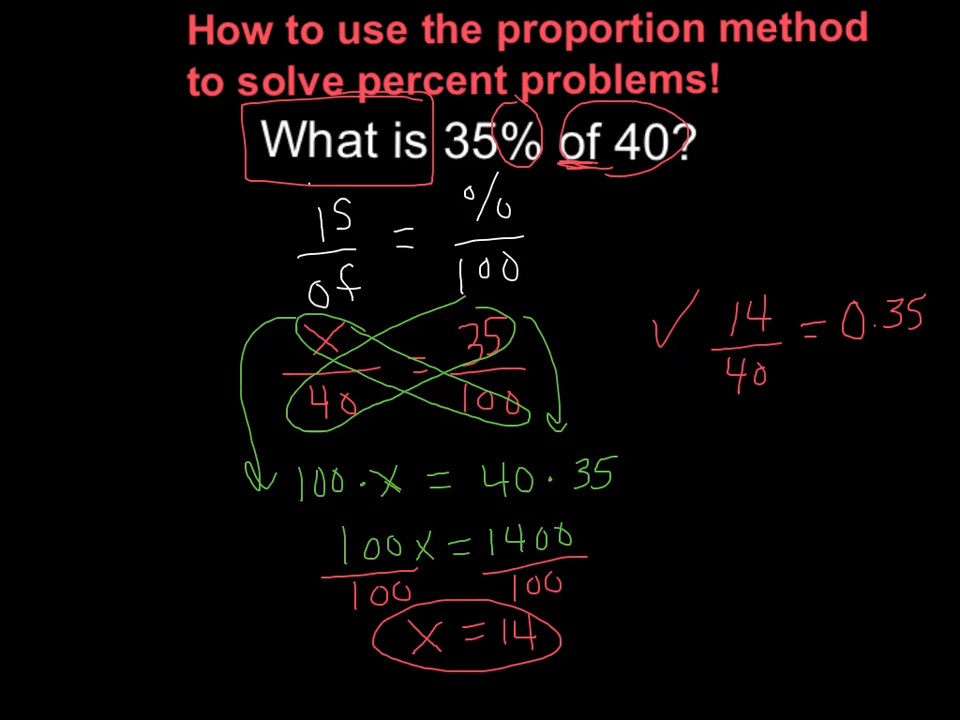 How to use the proportion method
to solve percent problems!
What is 35% of 40?
is = %
of 100
x = 35
40 100
✓ 14 = 0.35
40
100 · x = 40 · 35
100x = 1400
100 100
x = 14